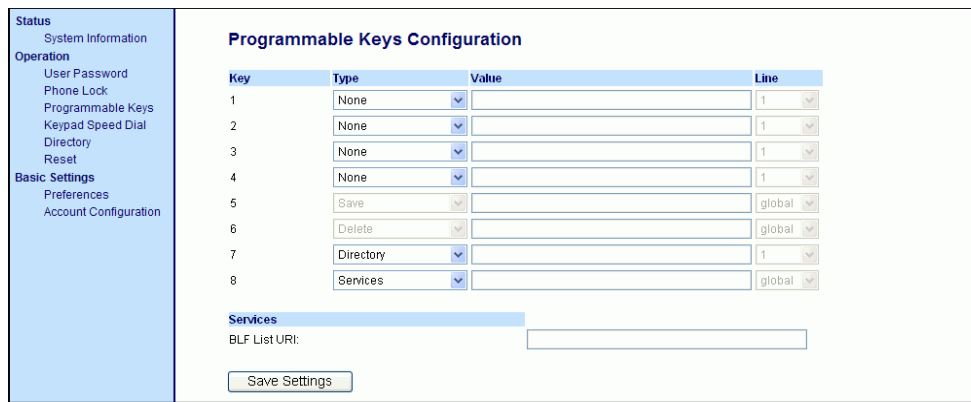 Status
System Information
Operation
User Password
Phone Lock
Programmable Keys
Keypad Speed Dial
Directory
Reset
Basic Settings
Preferences
Account Configuration
Programmable Keys Configuration
Key Type Value Line
1 None 1
2 None 1
3 None 1
4 None 1
5 Save global
6 Delete global
7 Directory 1
8 Services global
Services
BLF List URI:
Save Settings